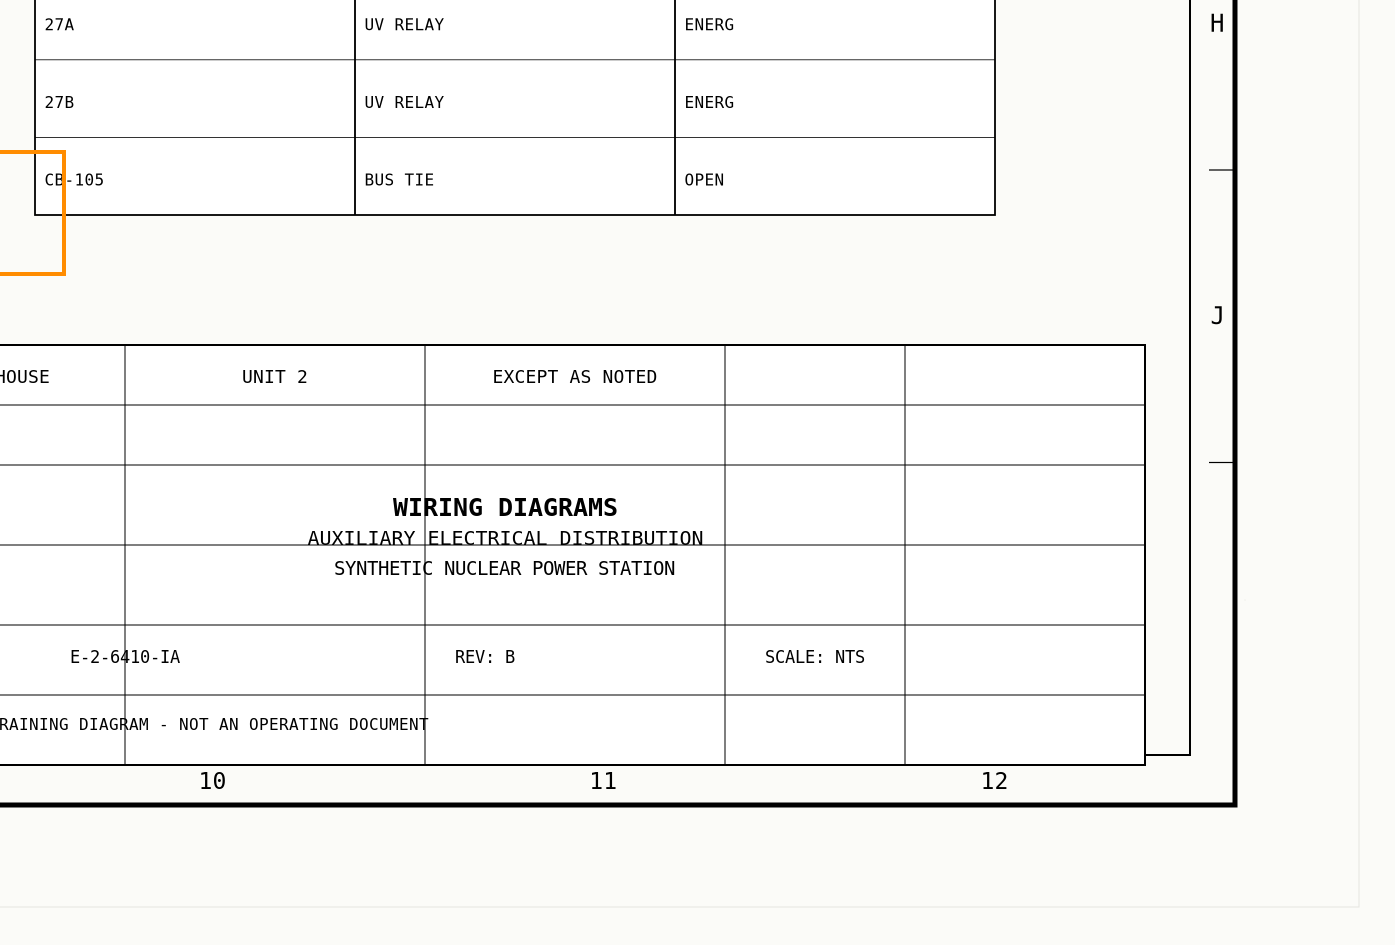 27A UV RELAY ENERG
H
27B UV RELAY ENERG
CB-105 BUS TIE OPEN
J
HOUSE UNIT 2 EXCEPT AS NOTED
WIRING DIAGRAMS
AUXILIARY ELECTRICAL DISTRIBUTION
SYNTHETIC NUCLEAR POWER STATION
E-2-6410-IA REV: B SCALE: NTS
RAINING DIAGRAM - NOT AN OPERATING DOCUMENT
10 11 12